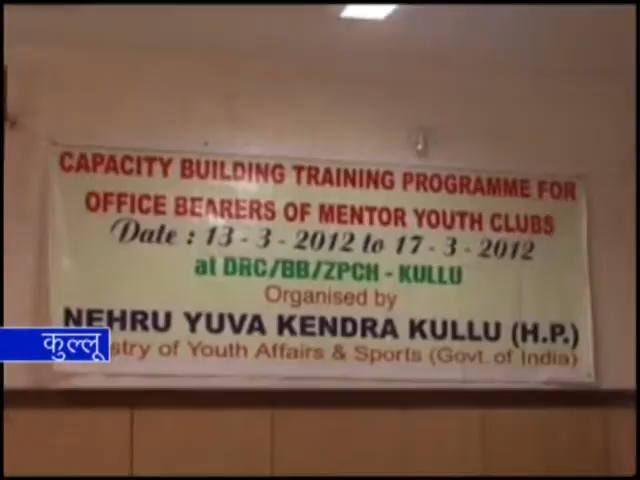 CAPACITY BUILDING TRAINING PROGRAMME FOR
OFFICE BEARERS OF MENTOR YOUTH CLUBS
Date : 13 - 3 - 2012 to 17 - 3 - 2012
at DRC/BB/ZPCH - KULLU
Organised by
NEHRU YUVA KENDRA KULLU (H.P.)
कुल्लू
stry of Youth Affairs & Sports (Govt. of India)